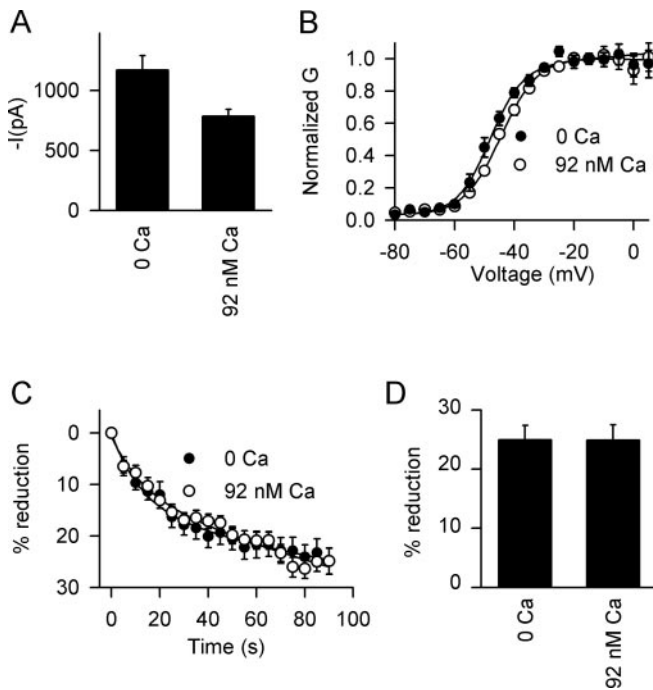 A
-I(pA)
1000
500
0
0 Ca
92 nM Ca
B
Normalized G
1.0
0.8
0.6
0.4
0.2
0.0
0 Ca
92 nM Ca
-80 -60 -40 -20 0
Voltage (mV)
C
% reduction
0
10
20
30
0 Ca
92 nM Ca
0 20 40 60 80 100
Time (s)
D
% reduction
30
20
10
0
0 Ca
92 nM Ca